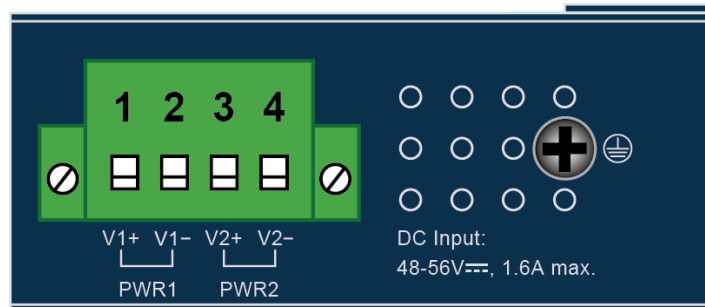 1 2 3 4
V1+ V1– V2+ V2–
PWR1 PWR2
DC Input:
48-56V⎓, 1.6A max.